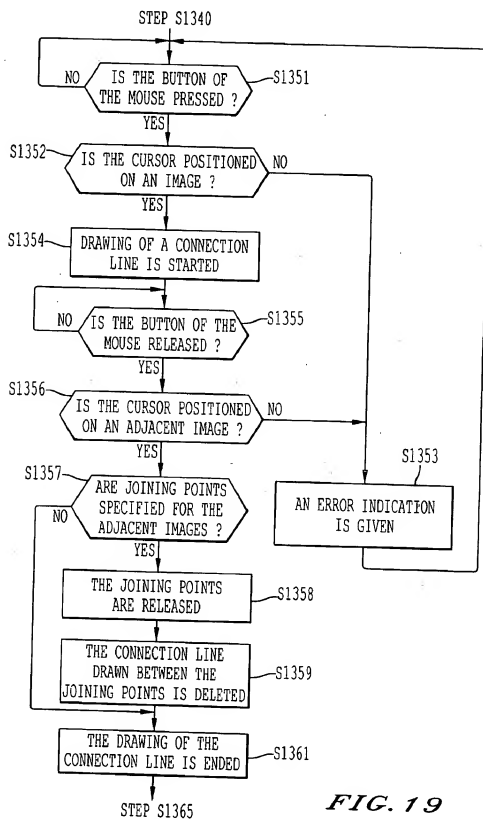 STEP S1340
NO
IS THE BUTTON OF
THE MOUSE PRESSED ?
S1351
YES
S1352
IS THE CURSOR POSITIONED
ON AN IMAGE ?
NO
YES
S1354
DRAWING OF A CONNECTION
LINE IS STARTED
NO
IS THE BUTTON OF THE
MOUSE RELEASED ?
S1355
YES
S1356
IS THE CURSOR POSITIONED
ON AN ADJACENT IMAGE ?
NO
YES
S1353
AN ERROR INDICATION
IS GIVEN
S1357
ARE JOINING POINTS
SPECIFIED FOR THE
ADJACENT IMAGES ?
NO
YES
THE JOINING POINTS
ARE RELEASED
S1358
THE CONNECTION LINE
DRAWN BETWEEN THE
JOINING POINTS IS DELETED
S1359
THE DRAWING OF THE
CONNECTION LINE IS ENDED
S1361
STEP S1365
FIG. 19